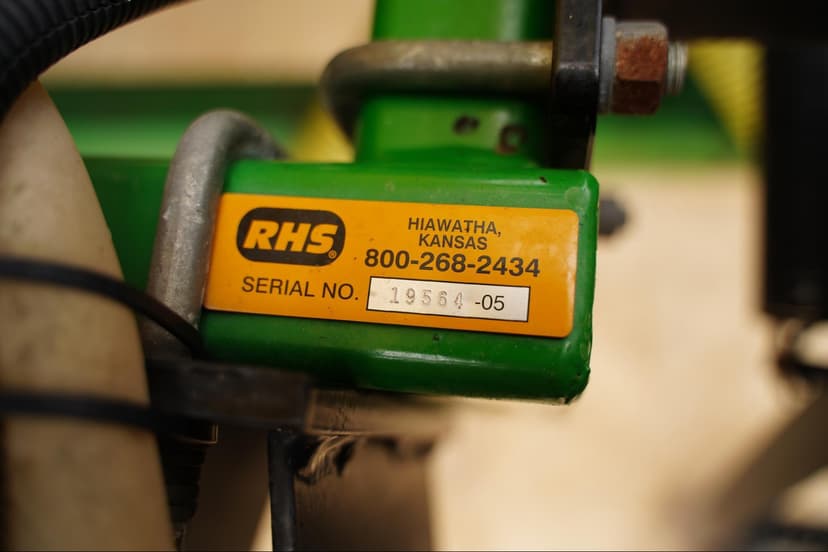 RHS®
HIAWATHA,
KANSAS
800-268-2434
SERIAL NO. 19564 -05